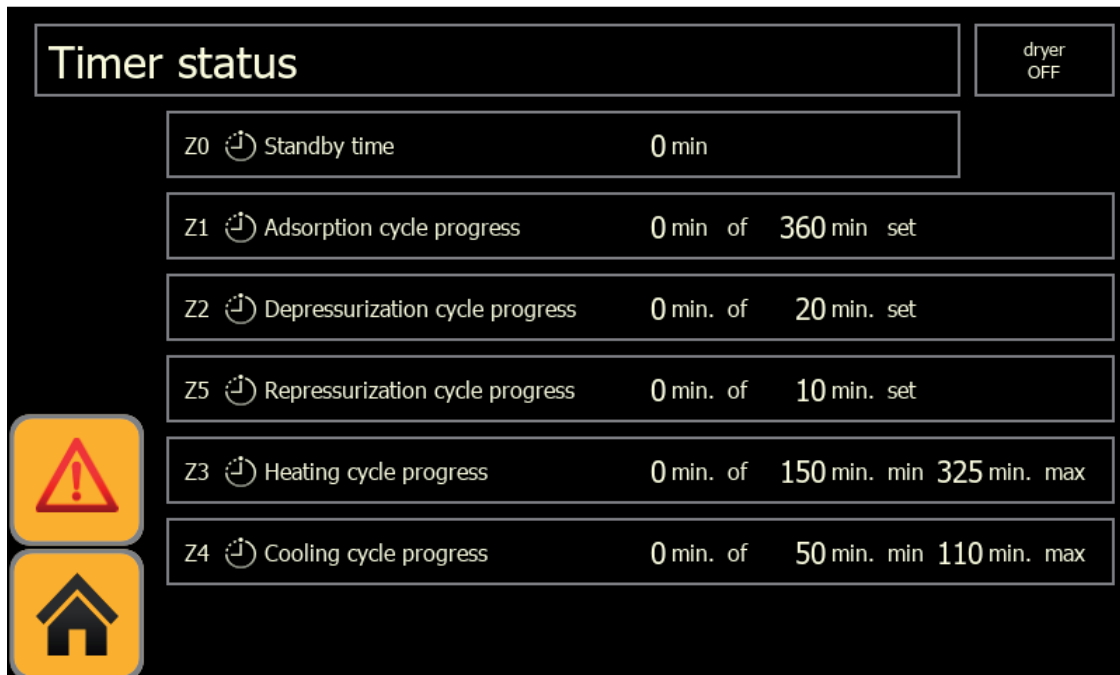 Timer status
dryer
OFF
Z0 Standby time 0 min
Z1 Adsorption cycle progress 0 min of 360 min set
Z2 Depressurization cycle progress 0 min. of 20 min. set
Z5 Repressurization cycle progress 0 min. of 10 min. set
Z3 Heating cycle progress 0 min. of 150 min. min 325 min. max
Z4 Cooling cycle progress 0 min. of 50 min. min 110 min. max